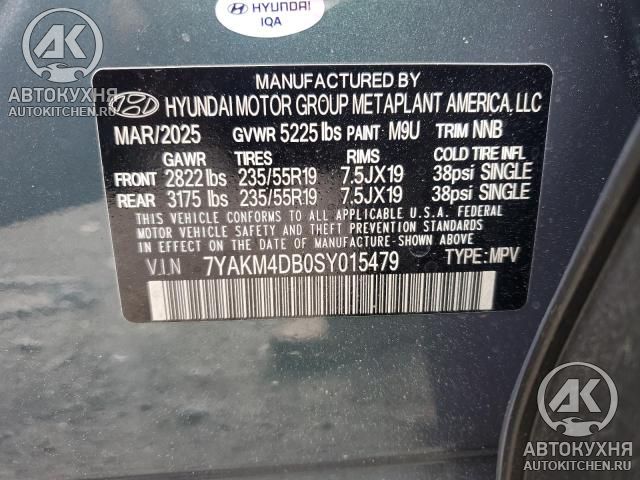 HYUNDAI
IQA
АВТОКУХНЯ
AUTOKITCHEN.RU
MANUFACTURED BY
HYUNDAI MOTOR GROUP METAPLANT AMERICA, LLC
MAR/2025 GVWR 5225 lbs PAINT M9U TRIM NNB
GAWR TIRES RIMS COLD TIRE INFL
FRONT 2822 lbs 235/55R19 7.5JX19 38psi SINGLE
REAR 3175 lbs 235/55R19 7.5JX19 38psi SINGLE
THIS VEHICLE CONFORMS TO ALL APPLICABLE U.S.A. FEDERAL
MOTOR VEHICLE SAFETY AND THEFT PREVENTION STANDARDS
IN EFFECT ON THE DATE OF MANUFACTURE SHOWN ABOVE.
V.I.N 7YAKM4DB0SY015479 TYPE: MPV
AK
АВТОКУХНЯ
AUTOKITCHEN.RU